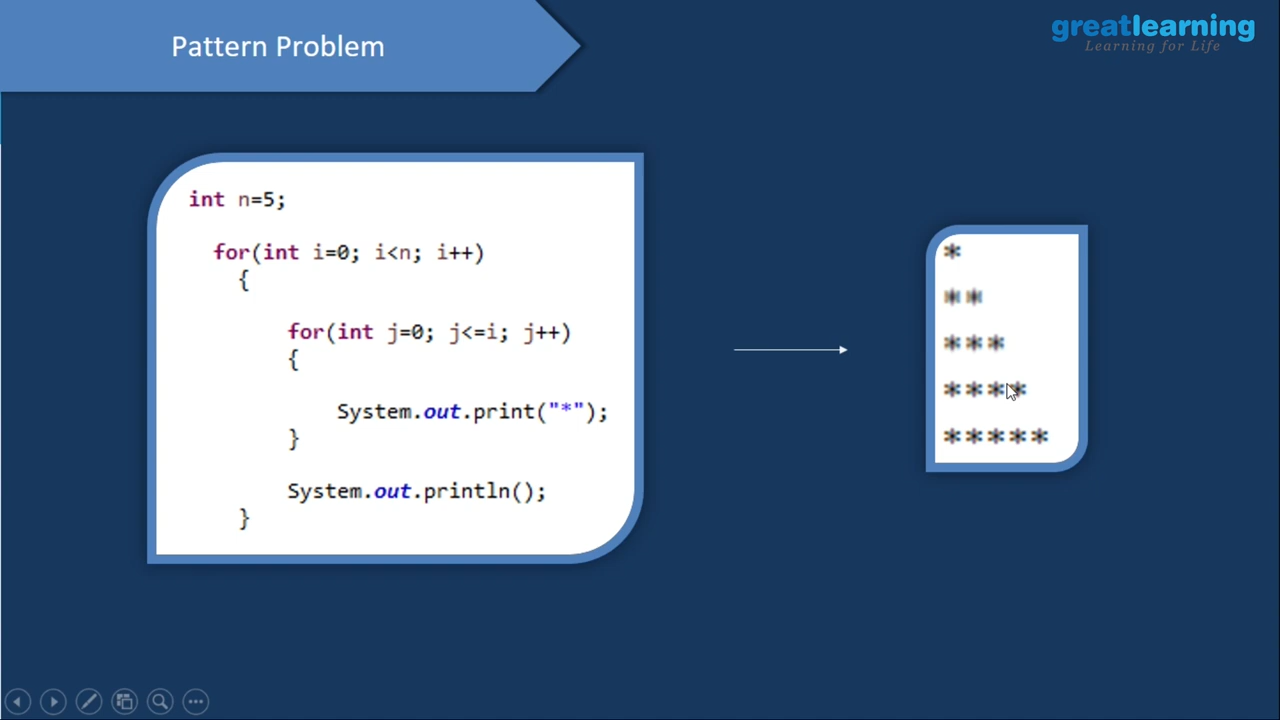 Pattern Problem
greatlearning
Learning for Life
int n=5;
for(int i=0; i<n; i++)
{
for(int j=0; j<=i; j++)
{
System.out.print("*");
}
System.out.println();
}
*
**
***
****
*****